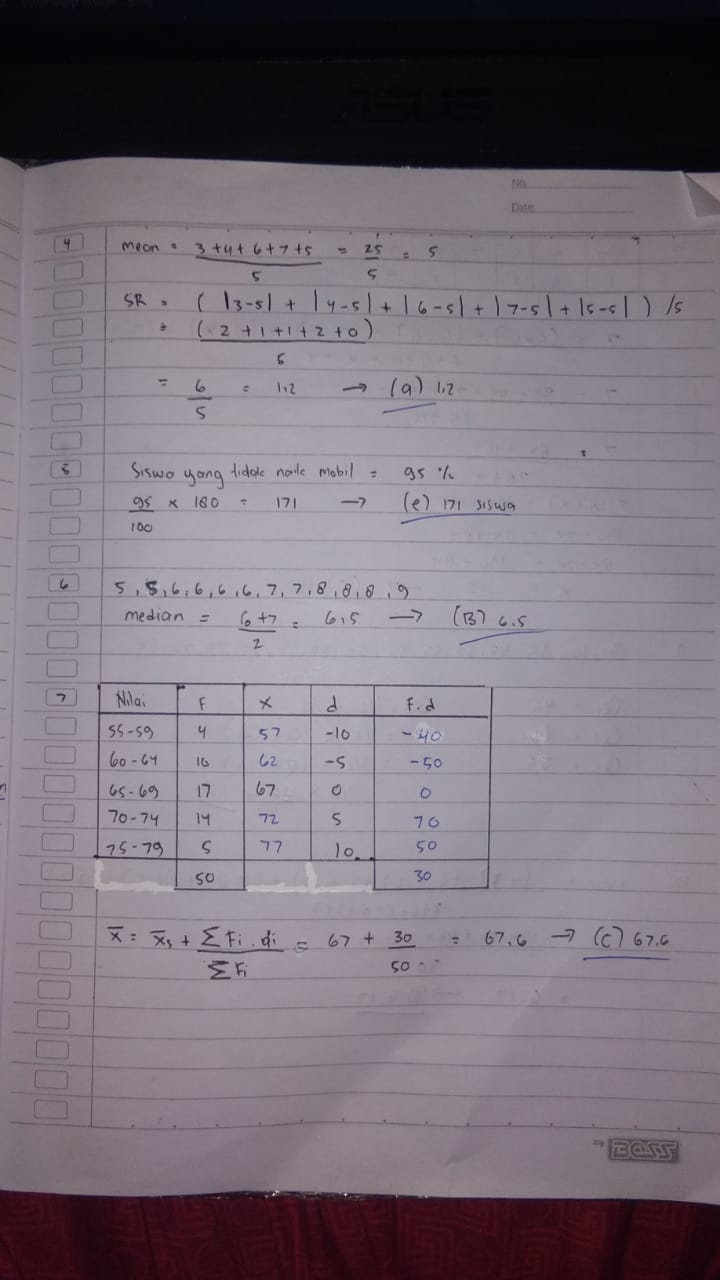 ASUS
No.
Date:
4 mean = 3+4+6+7+5 / 5 = 25 / 5 = 5
SR = ( |3-5| + |4-5| + |6-5| + |7-5| + |5-5| ) /5
= (2 + 1 + 1 + 2 + 0) / 5
= 6 / 5 = 1,2 → (a) 1,2
5 Siswa yang tidak naik mobil = 95 %
95 / 100 × 180 = 171 → (e) 171 siswa
6 5, 5, 6, 6, 6, 6, 7, 7, 8, 8, 8, 9
median = 6+7 / 2 = 6,5 → (B) 6.5
7 Nilai F x d F.d
55-59 4 57 -10 -40
60-64 10 62 -5 -50
65-69 17 67 0 0
70-74 14 72 5 70
75-79 5 77 10 50
50 30
x̄ = x̄s + Σ Fi . di / Σ Fi = 67 + 30 / 50 = 67.6 → (C) 67.6
BOSS